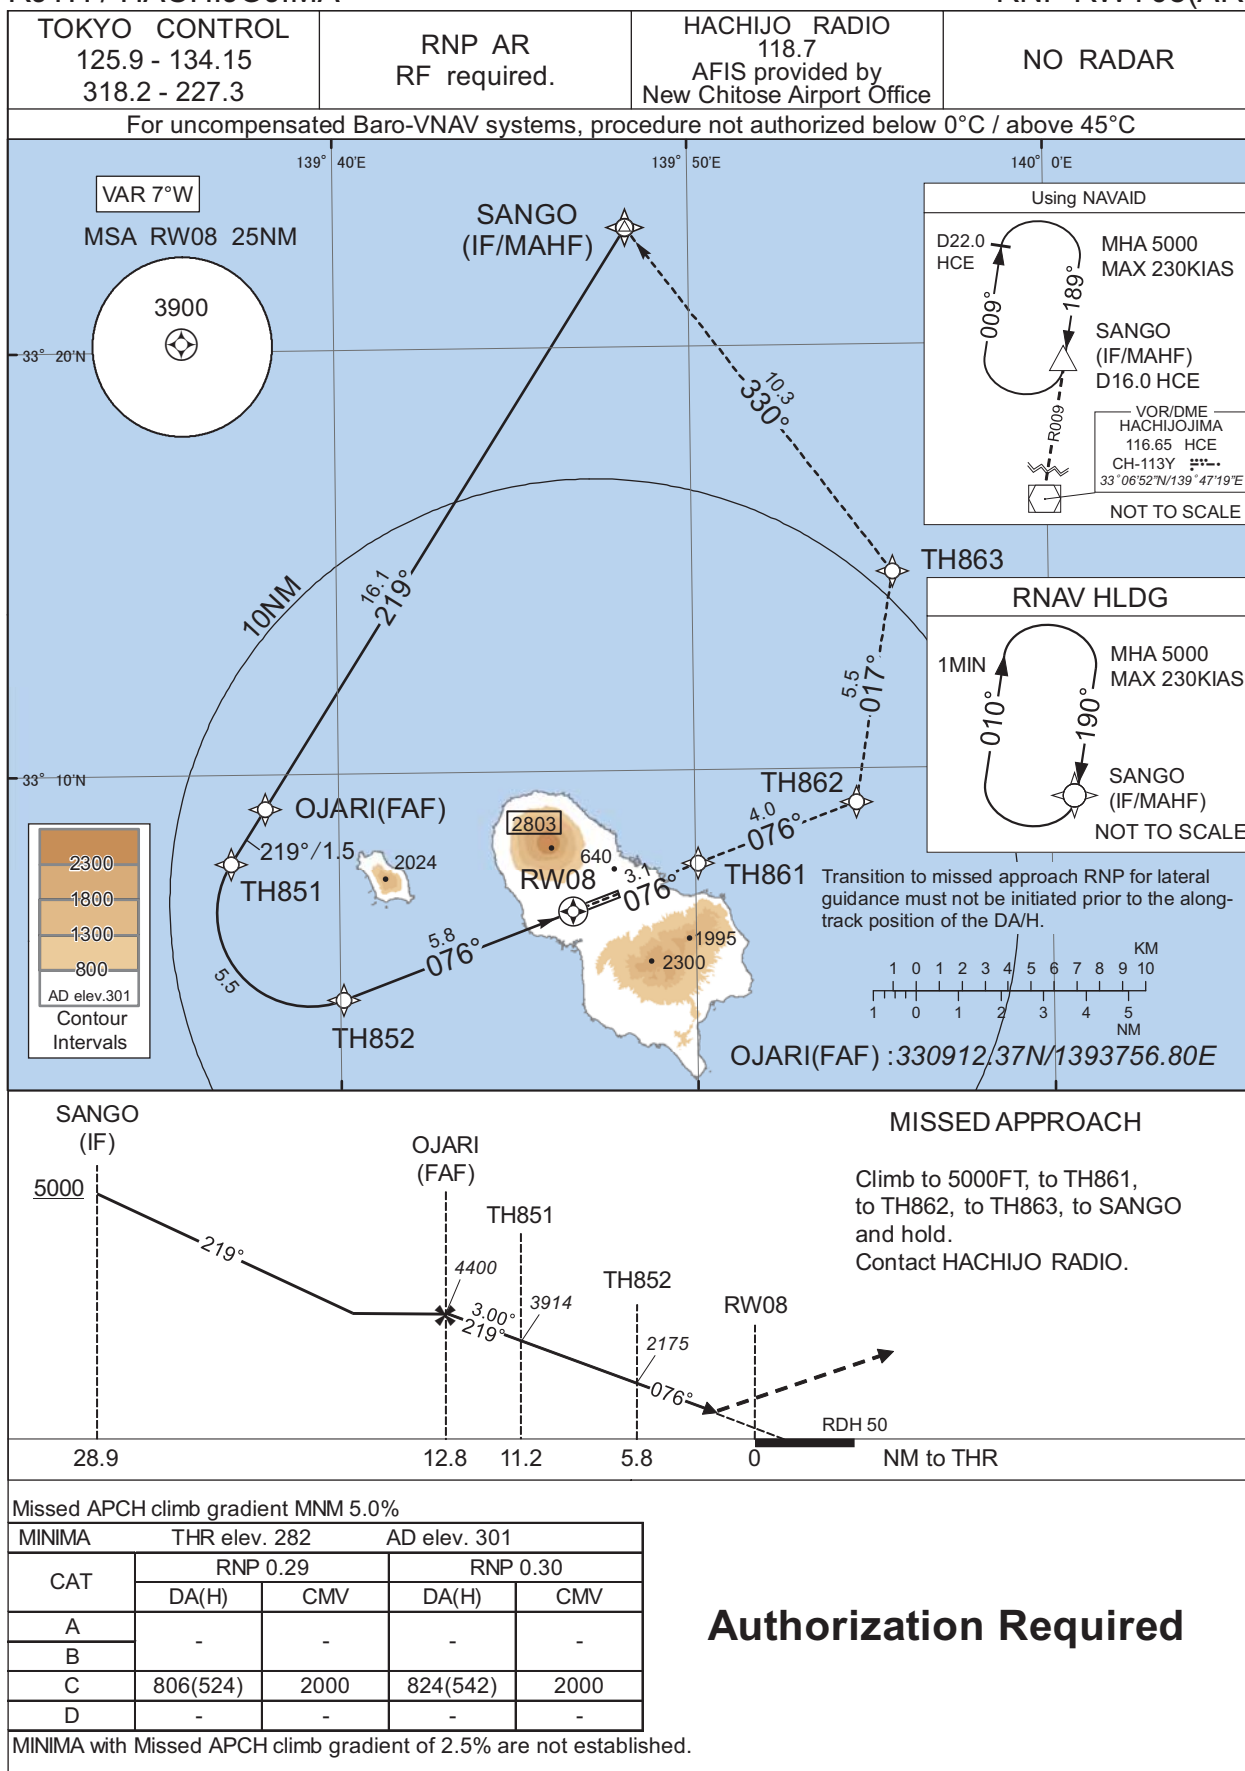 TOKYO CONTROL
125.9 - 134.15
318.2 - 227.3
RNP AR
RF required.
HACHIJO RADIO
118.7
AFIS provided by
New Chitose Airport Office
NO RADAR
For uncompensated Baro-VNAV systems, procedure not authorized below 0°C / above 45°C
139° 40'E
139° 50'E
140° 0'E
VAR 7°W
MSA RW08 25NM
3900
SANGO
(IF/MAHF)
33° 20'N
Using NAVAID
D22.0
HCE
MHA 5000
MAX 230KIAS
009°
189°
SANGO
(IF/MAHF)
D16.0 HCE
R009
VOR/DME
HACHIJOJIMA
116.65 HCE
CH-113Y
33°06'52"N/139°47'19"E
NOT TO SCALE
10.3
330°
16.1
219°
10NM
TH863
5.5
017°
RNAV HLDG
1MIN
MHA 5000
MAX 230KIAS
010°
190°
SANGO
(IF/MAHF)
NOT TO SCALE
33° 10'N
OJARI(FAF)
219°/1.5
TH851
2024
2803
640
RW08
3.1
076°
TH862
4.0
076°
TH861
1995
2300
5.8
076°
5.5
TH852
2300
1800
1300
800
AD elev.301
Contour
Intervals
Transition to missed approach RNP for lateral
guidance must not be initiated prior to the along-
track position of the DA/H.
KM
1 0 1 2 3 4 5 6 7 8 9 10
1 0 1 2 3 4 5
NM
OJARI(FAF) :330912.37N/1393756.80E
SANGO
(IF)
5000
219°
OJARI
(FAF)
4400
3.00°
219°
TH851
3914
TH852
2175
076°
RW08
RDH 50
28.9 12.8 11.2 5.8 0 NM to THR
MISSED APPROACH
Climb to 5000FT, to TH861,
to TH862, to TH863, to SANGO
and hold.
Contact HACHIJO RADIO.
Missed APCH climb gradient MNM 5.0%
MINIMA THR elev. 282 AD elev. 301
CAT RNP 0.29 RNP 0.30
DA(H) CMV DA(H) CMV
A
- - - -
B
C 806(524) 2000 824(542) 2000
D - - - -
MINIMA with Missed APCH climb gradient of 2.5% are not established.
Authorization Required